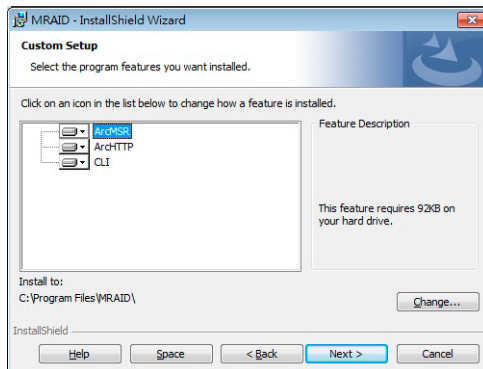 MRAID - InstallShield Wizard
Custom Setup
Select the program features you want installed.
Click on an icon in the list below to change how a feature is installed.
ArcMSR
ArcHTTP
CLI
Feature Description
This feature requires 92KB on
your hard drive.
Install to:
C:\Program Files\MRAID\
Change...
InstallShield
Help Space < Back Next > Cancel